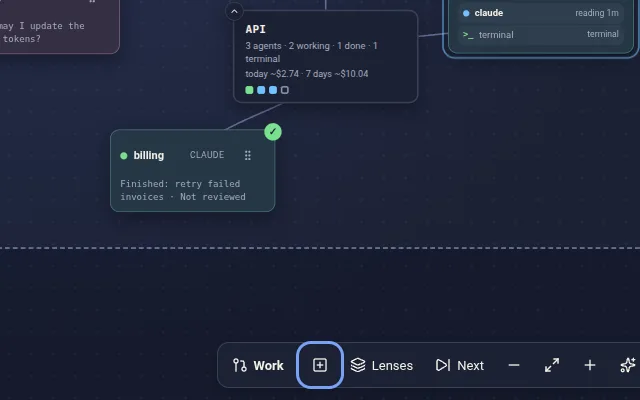 may I update the
tokens?
API
3 agents · 2 working · 1 done · 1
terminal
today ~$2.74 · 7 days ~$10.04
claude reading 1m
>_ terminal terminal
billing CLAUDE
Finished: retry failed
invoices · Not reviewed
Work Lenses Next